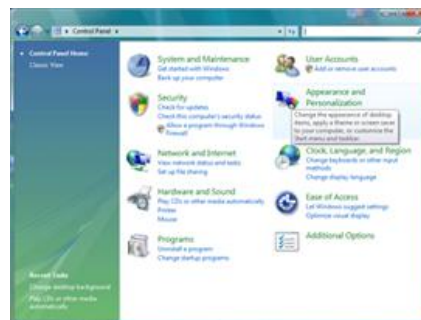 Control Panel
Control Panel Home
Classic View
System and Maintenance
Get started with Windows
Back up your computer
Security
Check for updates
Check this computer's security status
Allow a program through Windows
Firewall
Network and Internet
View network status and tasks
Set up file sharing
Hardware and Sound
Play CDs or other media automatically
Printer
Mouse
Programs
Uninstall a program
Change startup programs
User Accounts
Add or remove user accounts
Appearance and
Personalization
Change the appearance of desktop
items, apply a theme or screen saver
to your computer, or customize the
Start menu and taskbar.
Clock, Language, and Region
Change keyboards or other input
methods
Change display language
Ease of Access
Let Windows suggest settings
Optimize visual display
Additional Options
Recent Tasks
Change desktop background
Play CDs or other media
automatically